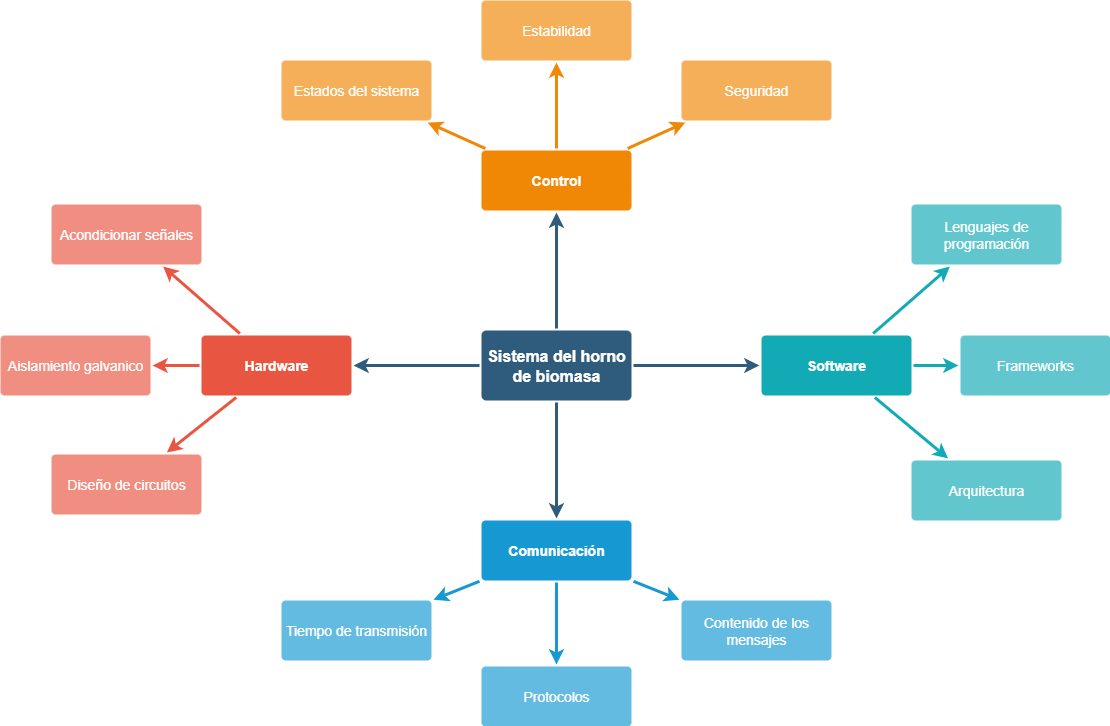 Estabilidad
Estados del sistema
Seguridad
Control
Acondicionar señales
Lenguajes de
programación
Aislamiento galvanico
Hardware
Sistema del horno
de biomasa
Software
Frameworks
Diseño de circuitos
Arquitectura
Comunicación
Tiempo de transmisión
Contenido de los
mensajes
Protocolos